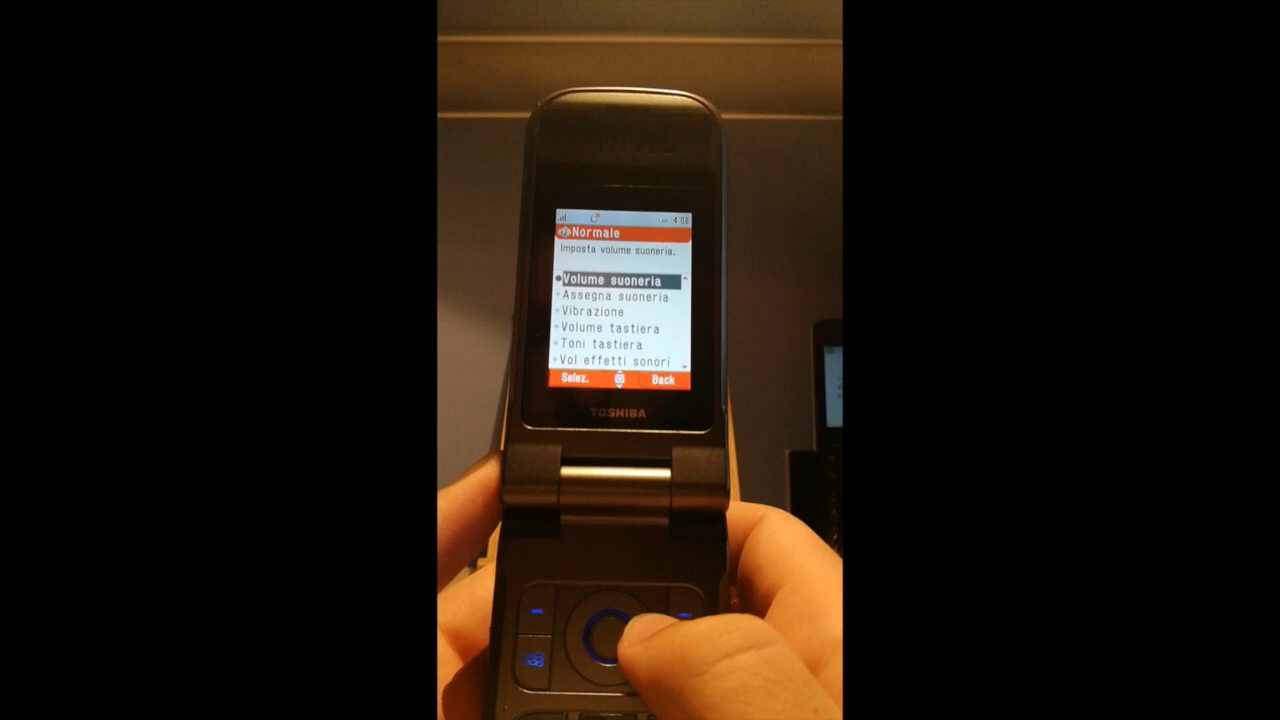 4:08
Normale
Imposta volume suoneria.
Volume suoneria
Assegna suoneria
Vibrazione
Volume tastiera
Toni tastiera
Vol effetti sonori
Selez. Back
TOSHIBA